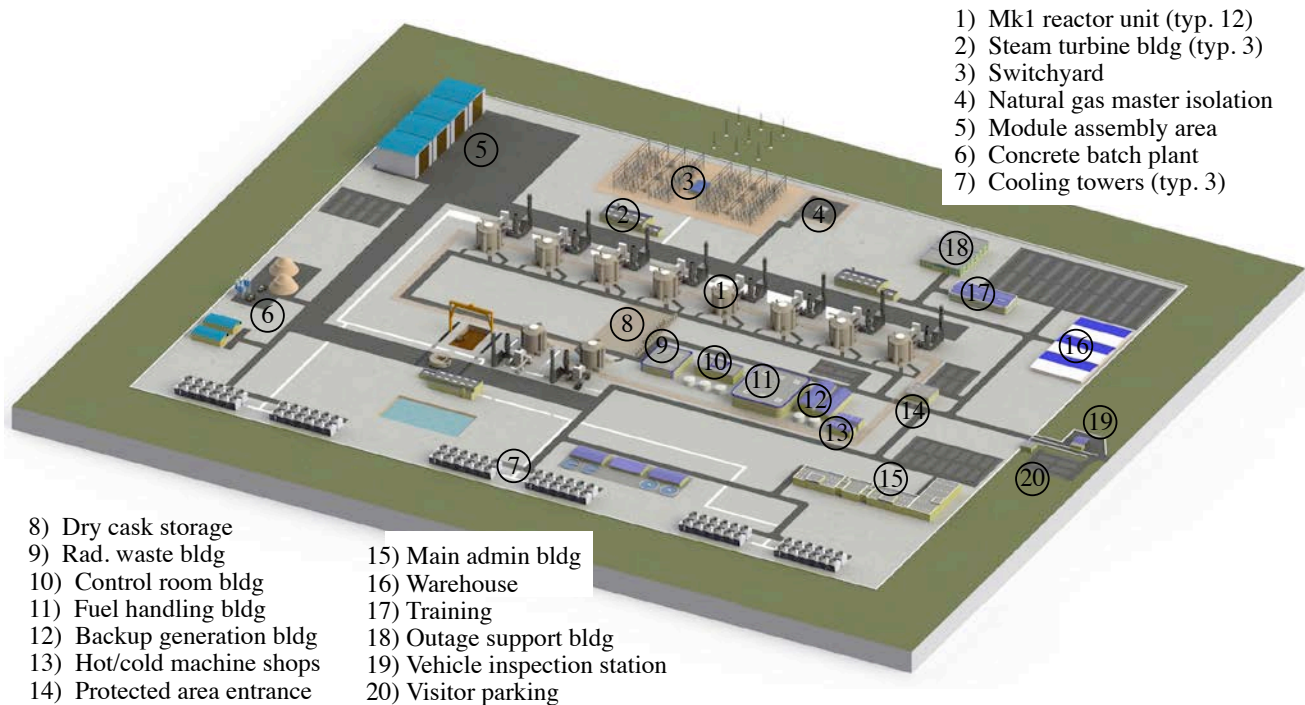 1) Mk1 reactor unit (typ. 12)
2) Steam turbine bldg (typ. 3)
3) Switchyard
4) Natural gas master isolation
5) Module assembly area
6) Concrete batch plant
7) Cooling towers (typ. 3)
5
3
2
4
18
17
1
6
8
16
9
10
11
12
14
13
19
7
15
20
8) Dry cask storage
9) Rad. waste bldg
10) Control room bldg
11) Fuel handling bldg
12) Backup generation bldg
13) Hot/cold machine shops
14) Protected area entrance
15) Main admin bldg
16) Warehouse
17) Training
18) Outage support bldg
19) Vehicle inspection station
20) Visitor parking